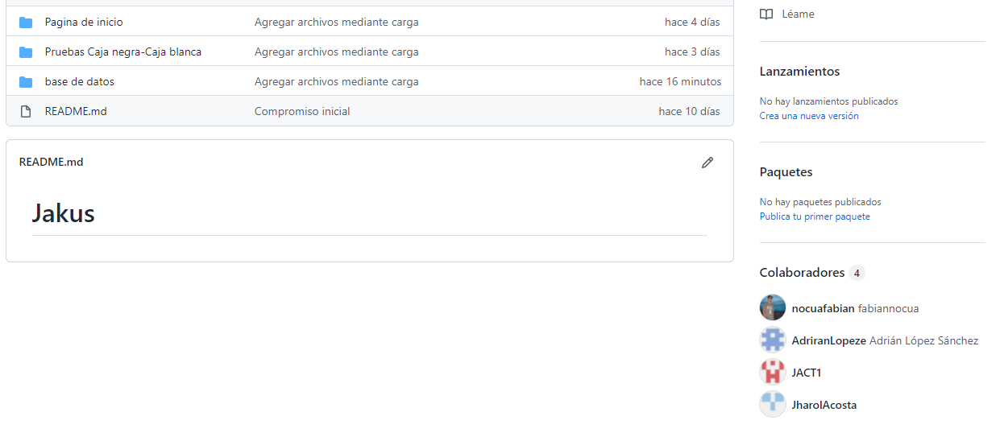 Pagina de inicio Agregar archivos mediante carga hace 4 días
Pruebas Caja negra-Caja blanca Agregar archivos mediante carga hace 3 días
base de datos Agregar archivos mediante carga hace 16 minutos
README.md Compromiso inicial hace 10 días
README.md
Jakus
Léame
Lanzamientos
No hay lanzamientos publicados
Crea una nueva versión
Paquetes
No hay paquetes publicados
Publica tu primer paquete
Colaboradores 4
nocuafabian fabiannocua
AdriranLopeze Adrián López Sánchez
JACT1
JharolAcosta